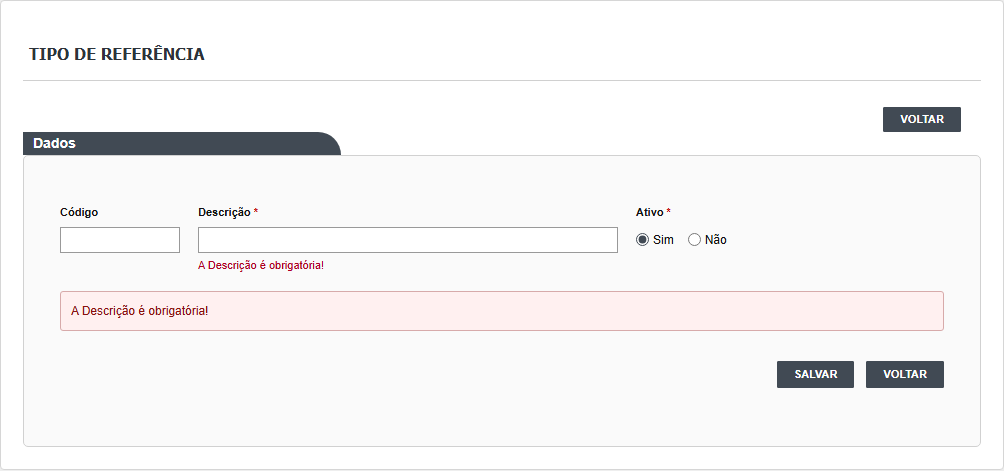 TIPO DE REFERÊNCIA
VOLTAR
Dados
Código Descrição * Ativo *
Sim Não
A Descrição é obrigatória!
A Descrição é obrigatória!
SALVAR VOLTAR